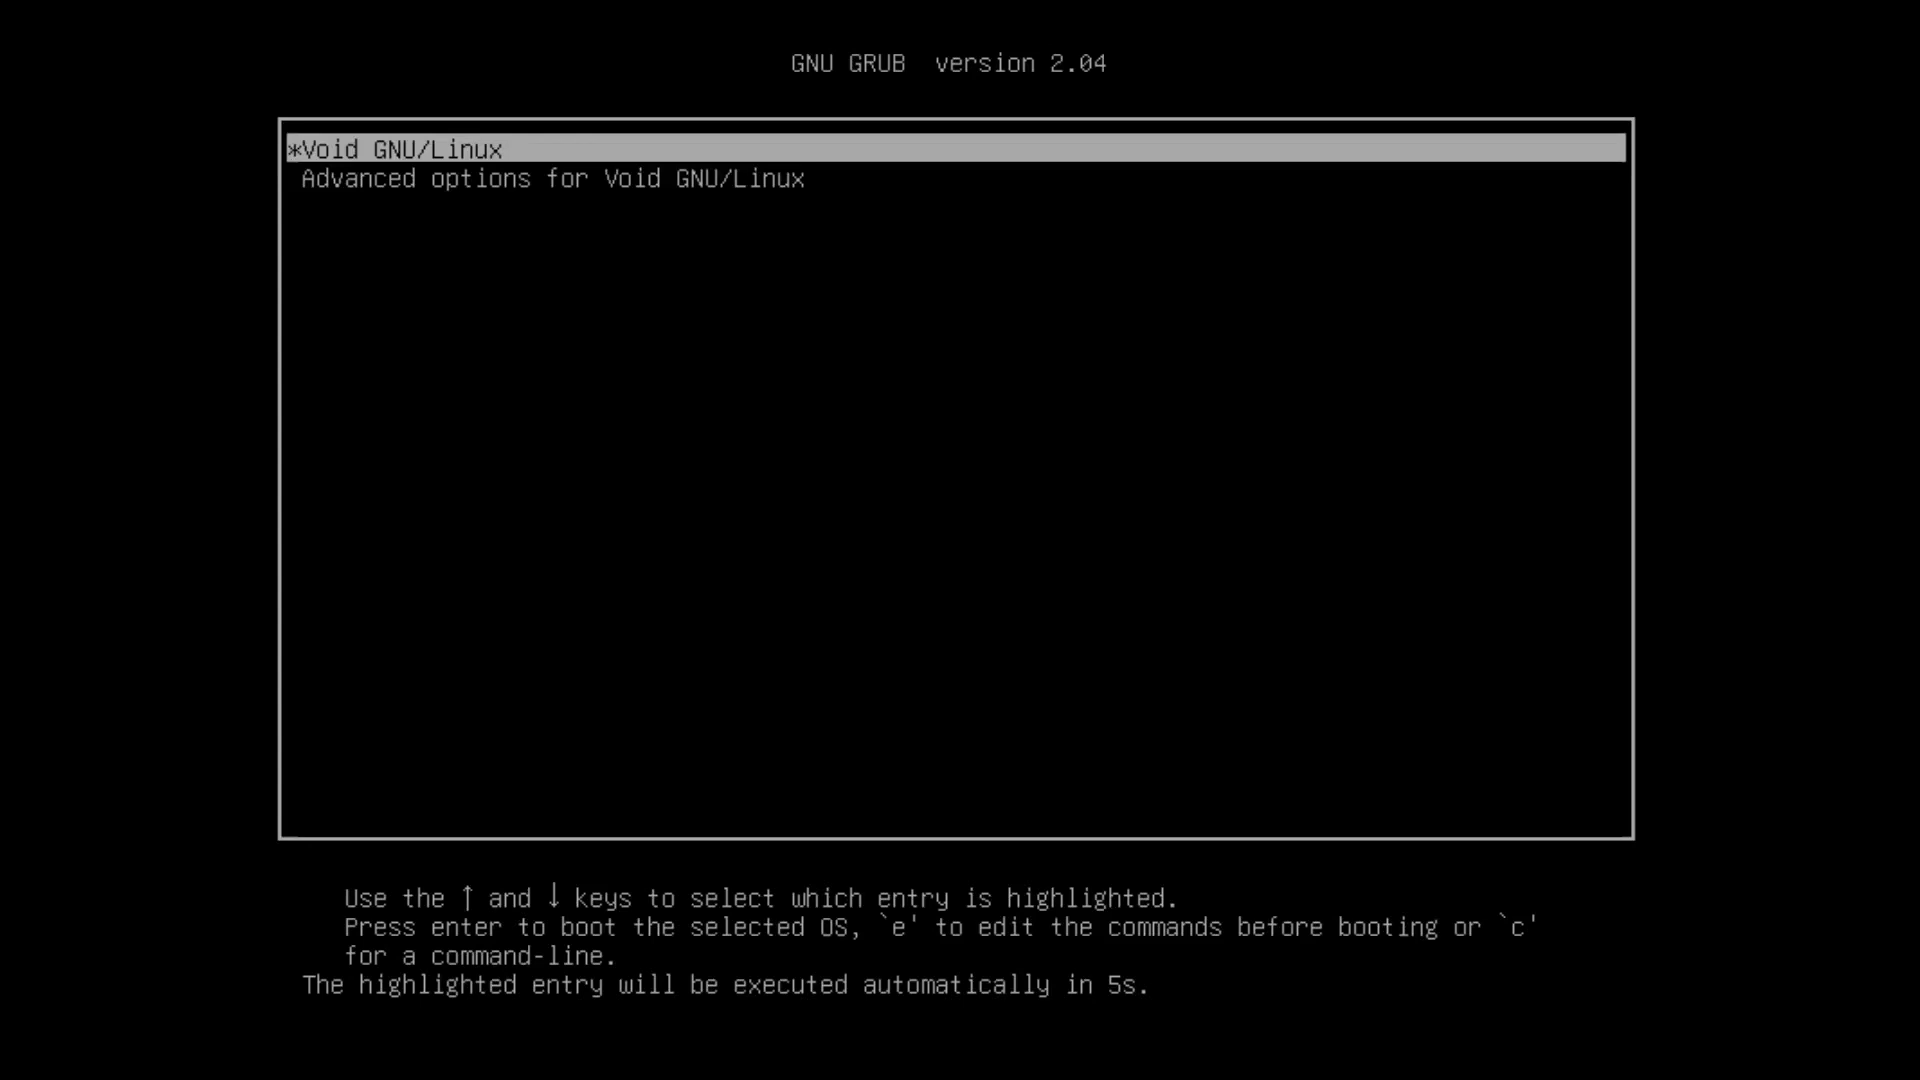 GNU GRUB  version 2.04
*Void GNU/Linux
Advanced options for Void GNU/Linux
Use the ↑ and ↓ keys to select which entry is highlighted.
Press enter to boot the selected OS, `e' to edit the commands before booting or `c'
for a command-line.
The highlighted entry will be executed automatically in 5s.